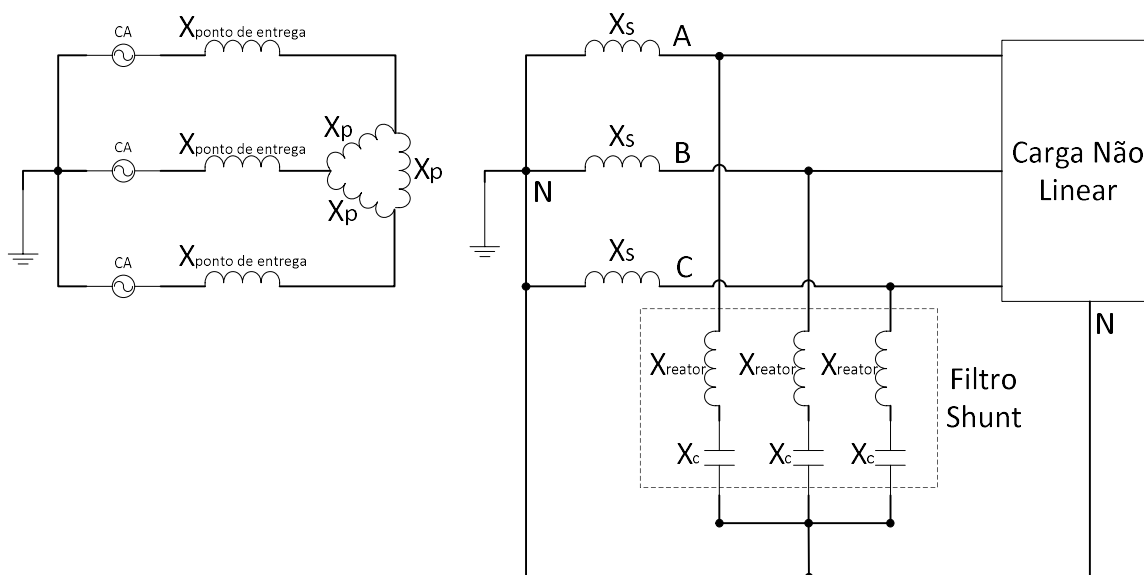 CA
Xponto de entrega
CA
Xponto de entrega
CA
Xponto de entrega
Xp
Xp
Xp
N
Xs
A
Xs
B
Xs
C
Carga Não
Linear
N
Xreator
Xreator
Xreator
Xc
Xc
Xc
Filtro
Shunt